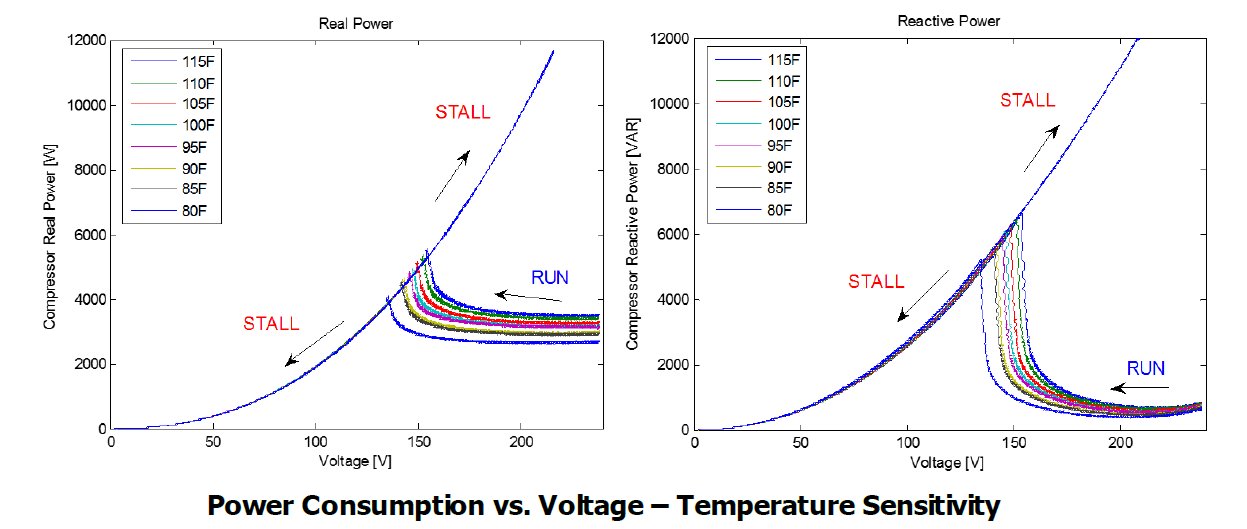 Real Power
12000
10000
8000
6000
4000
2000
0
Compressor Real Power [W]
115F
110F
105F
100F
95F
90F
85F
80F
STALL
RUN
STALL
0
50
100
150
200
Voltage [V]
Reactive Power
12000
10000
8000
6000
4000
2000
0
Compressor Reactive Power [VAR]
115F
110F
105F
100F
95F
90F
85F
80F
STALL
STALL
RUN
0
50
100
150
200
Voltage [V]
Power Consumption vs. Voltage – Temperature Sensitivity